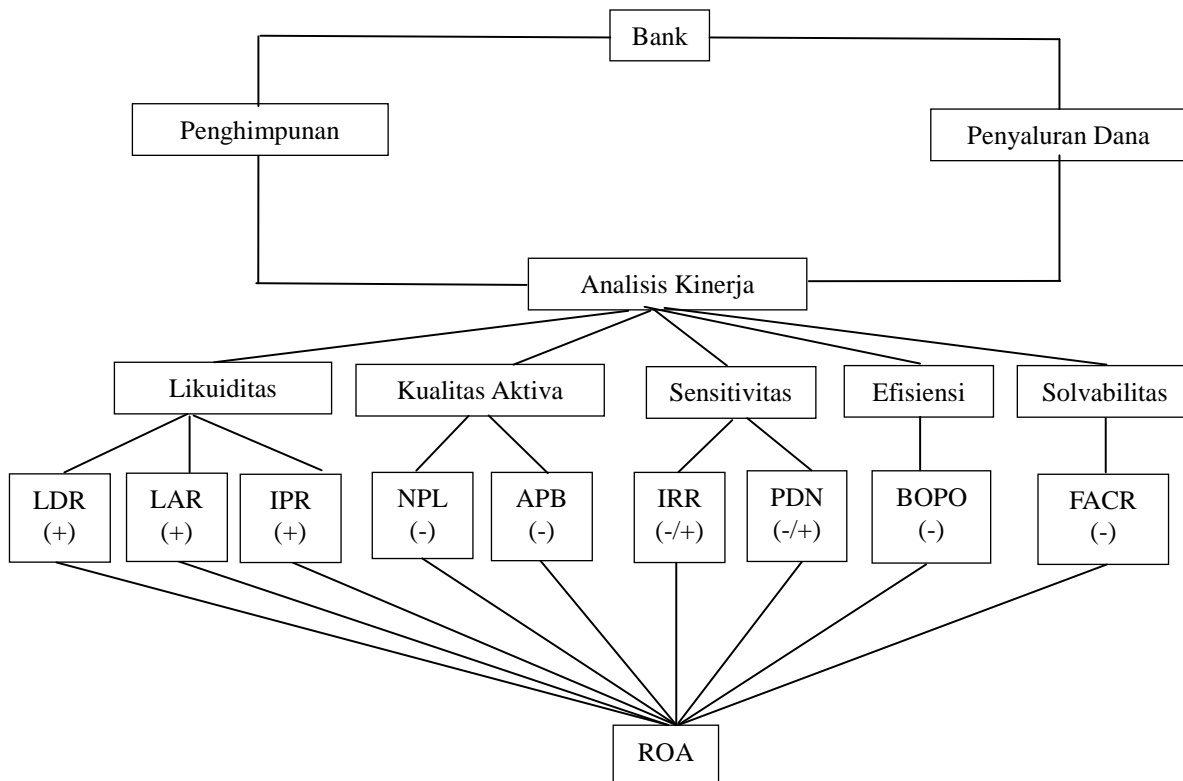 Bank
Penghimpunan
Penyaluran Dana
Analisis Kinerja
Likuiditas
Kualitas Aktiva
Sensitivitas
Efisiensi
Solvabilitas
LDR
(+)
LAR
(+)
IPR
(+)
NPL
(-)
APB
(-)
IRR
(-/+)
PDN
(-/+)
BOPO
(-)
FACR
(-)
ROA